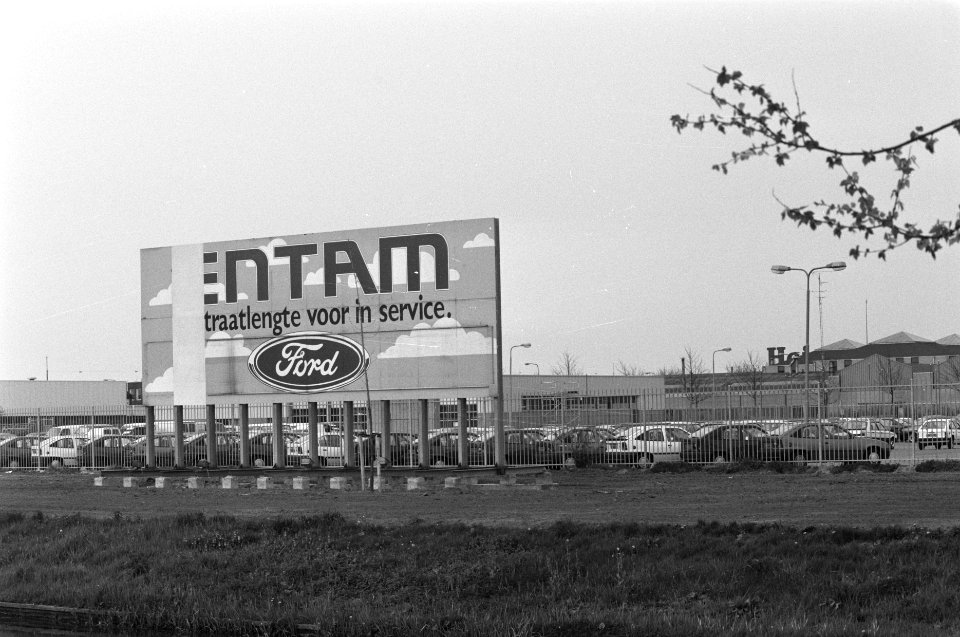 ENTAM
traatlengte voor in service.
Ford